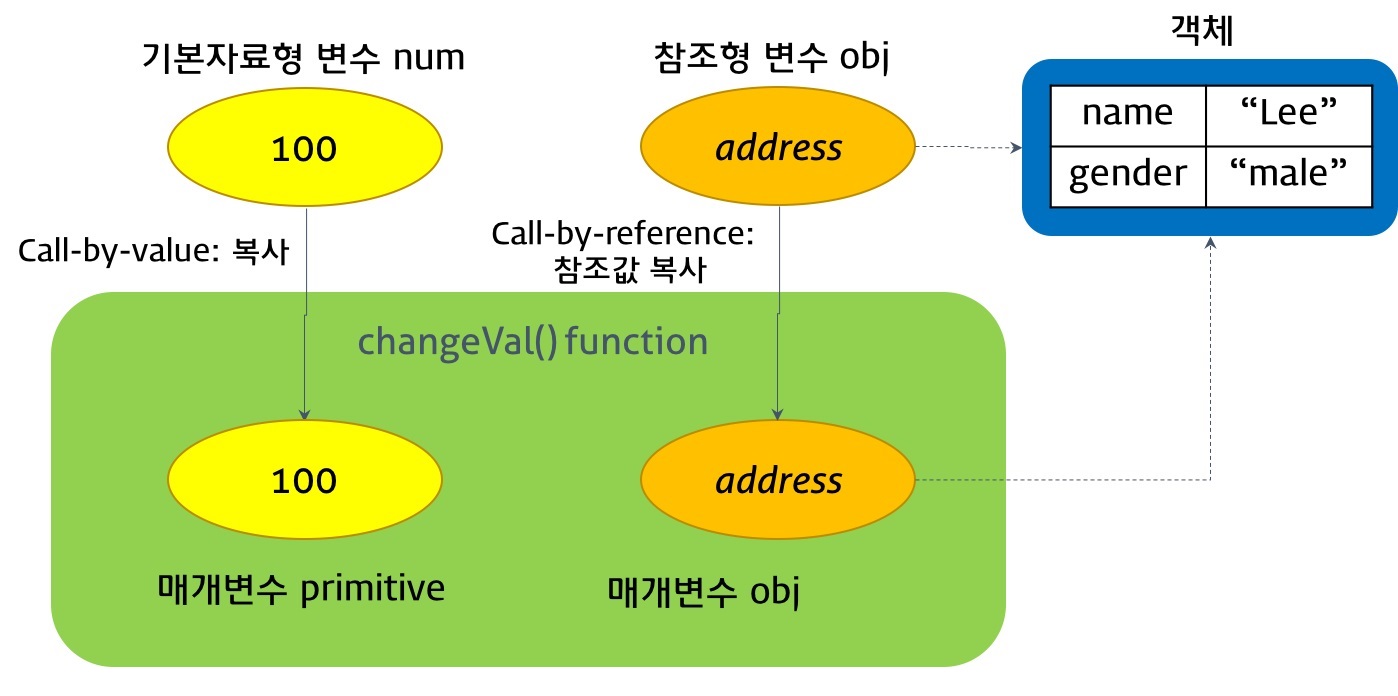 객체
기본자료형 변수 num
참조형 변수 obj
name
“Lee”
100
address
gender
“male”
Call-by-value: 복사
Call-by-reference:
참조값 복사
changeVal() function
100
address
매개변수 primitive
매개변수 obj